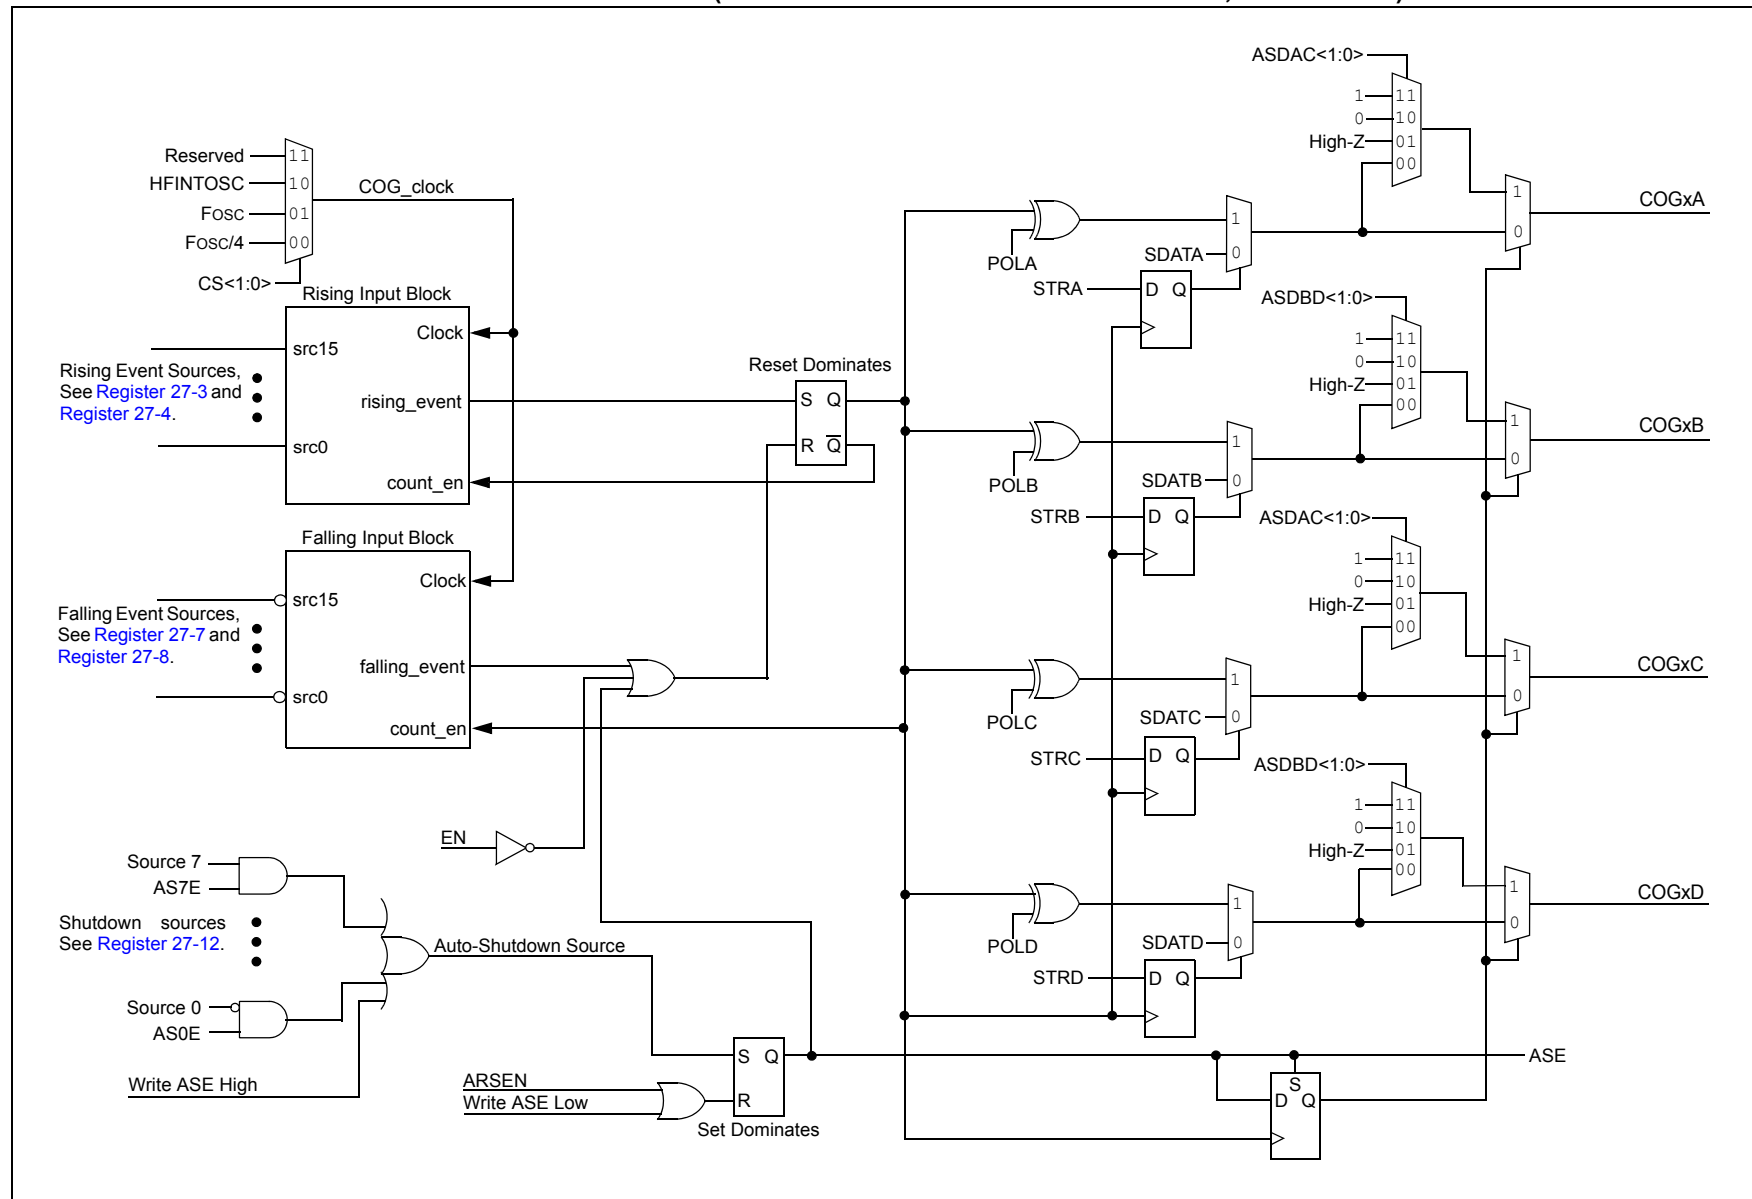 ASDAC<1:0>
1 11
0 10
High-Z 01
00
1
0
COGxA
Reserved 11
HFINTOSC 10
FOSC 01
FOSC/4 00
CS<1:0>
COG_clock
Rising Input Block
Clock
src15
Rising Event Sources,
See Register 27-3 and
Register 27-4.
rising_event
src0
count_en
Reset Dominates
S Q
R Q
Falling Input Block
Clock
src15
Falling Event Sources,
See Register 27-7 and
Register 27-8.
falling_event
src0
count_en
EN
Source 7
AS7E
Shutdown sources
See Register 27-12.
Source 0
AS0E
Write ASE High
Auto-Shutdown Source
ARSEN
Write ASE Low
S Q
R
Set Dominates
POLA
1
SDATA 0
STRA
D Q
ASDBD<1:0>
1 11
0 10
High-Z 01
00
1
0
COGxB
POLB
1
SDATB 0
STRB
D Q
ASDAC<1:0>
1 11
0 10
High-Z 01
00
1
0
COGxC
POLC
1
SDATC 0
STRC
D Q
ASDBD<1:0>
1 11
0 10
High-Z 01
00
1
0
COGxD
POLD
1
SDATD 0
STRD
D Q
ASE
S
D Q